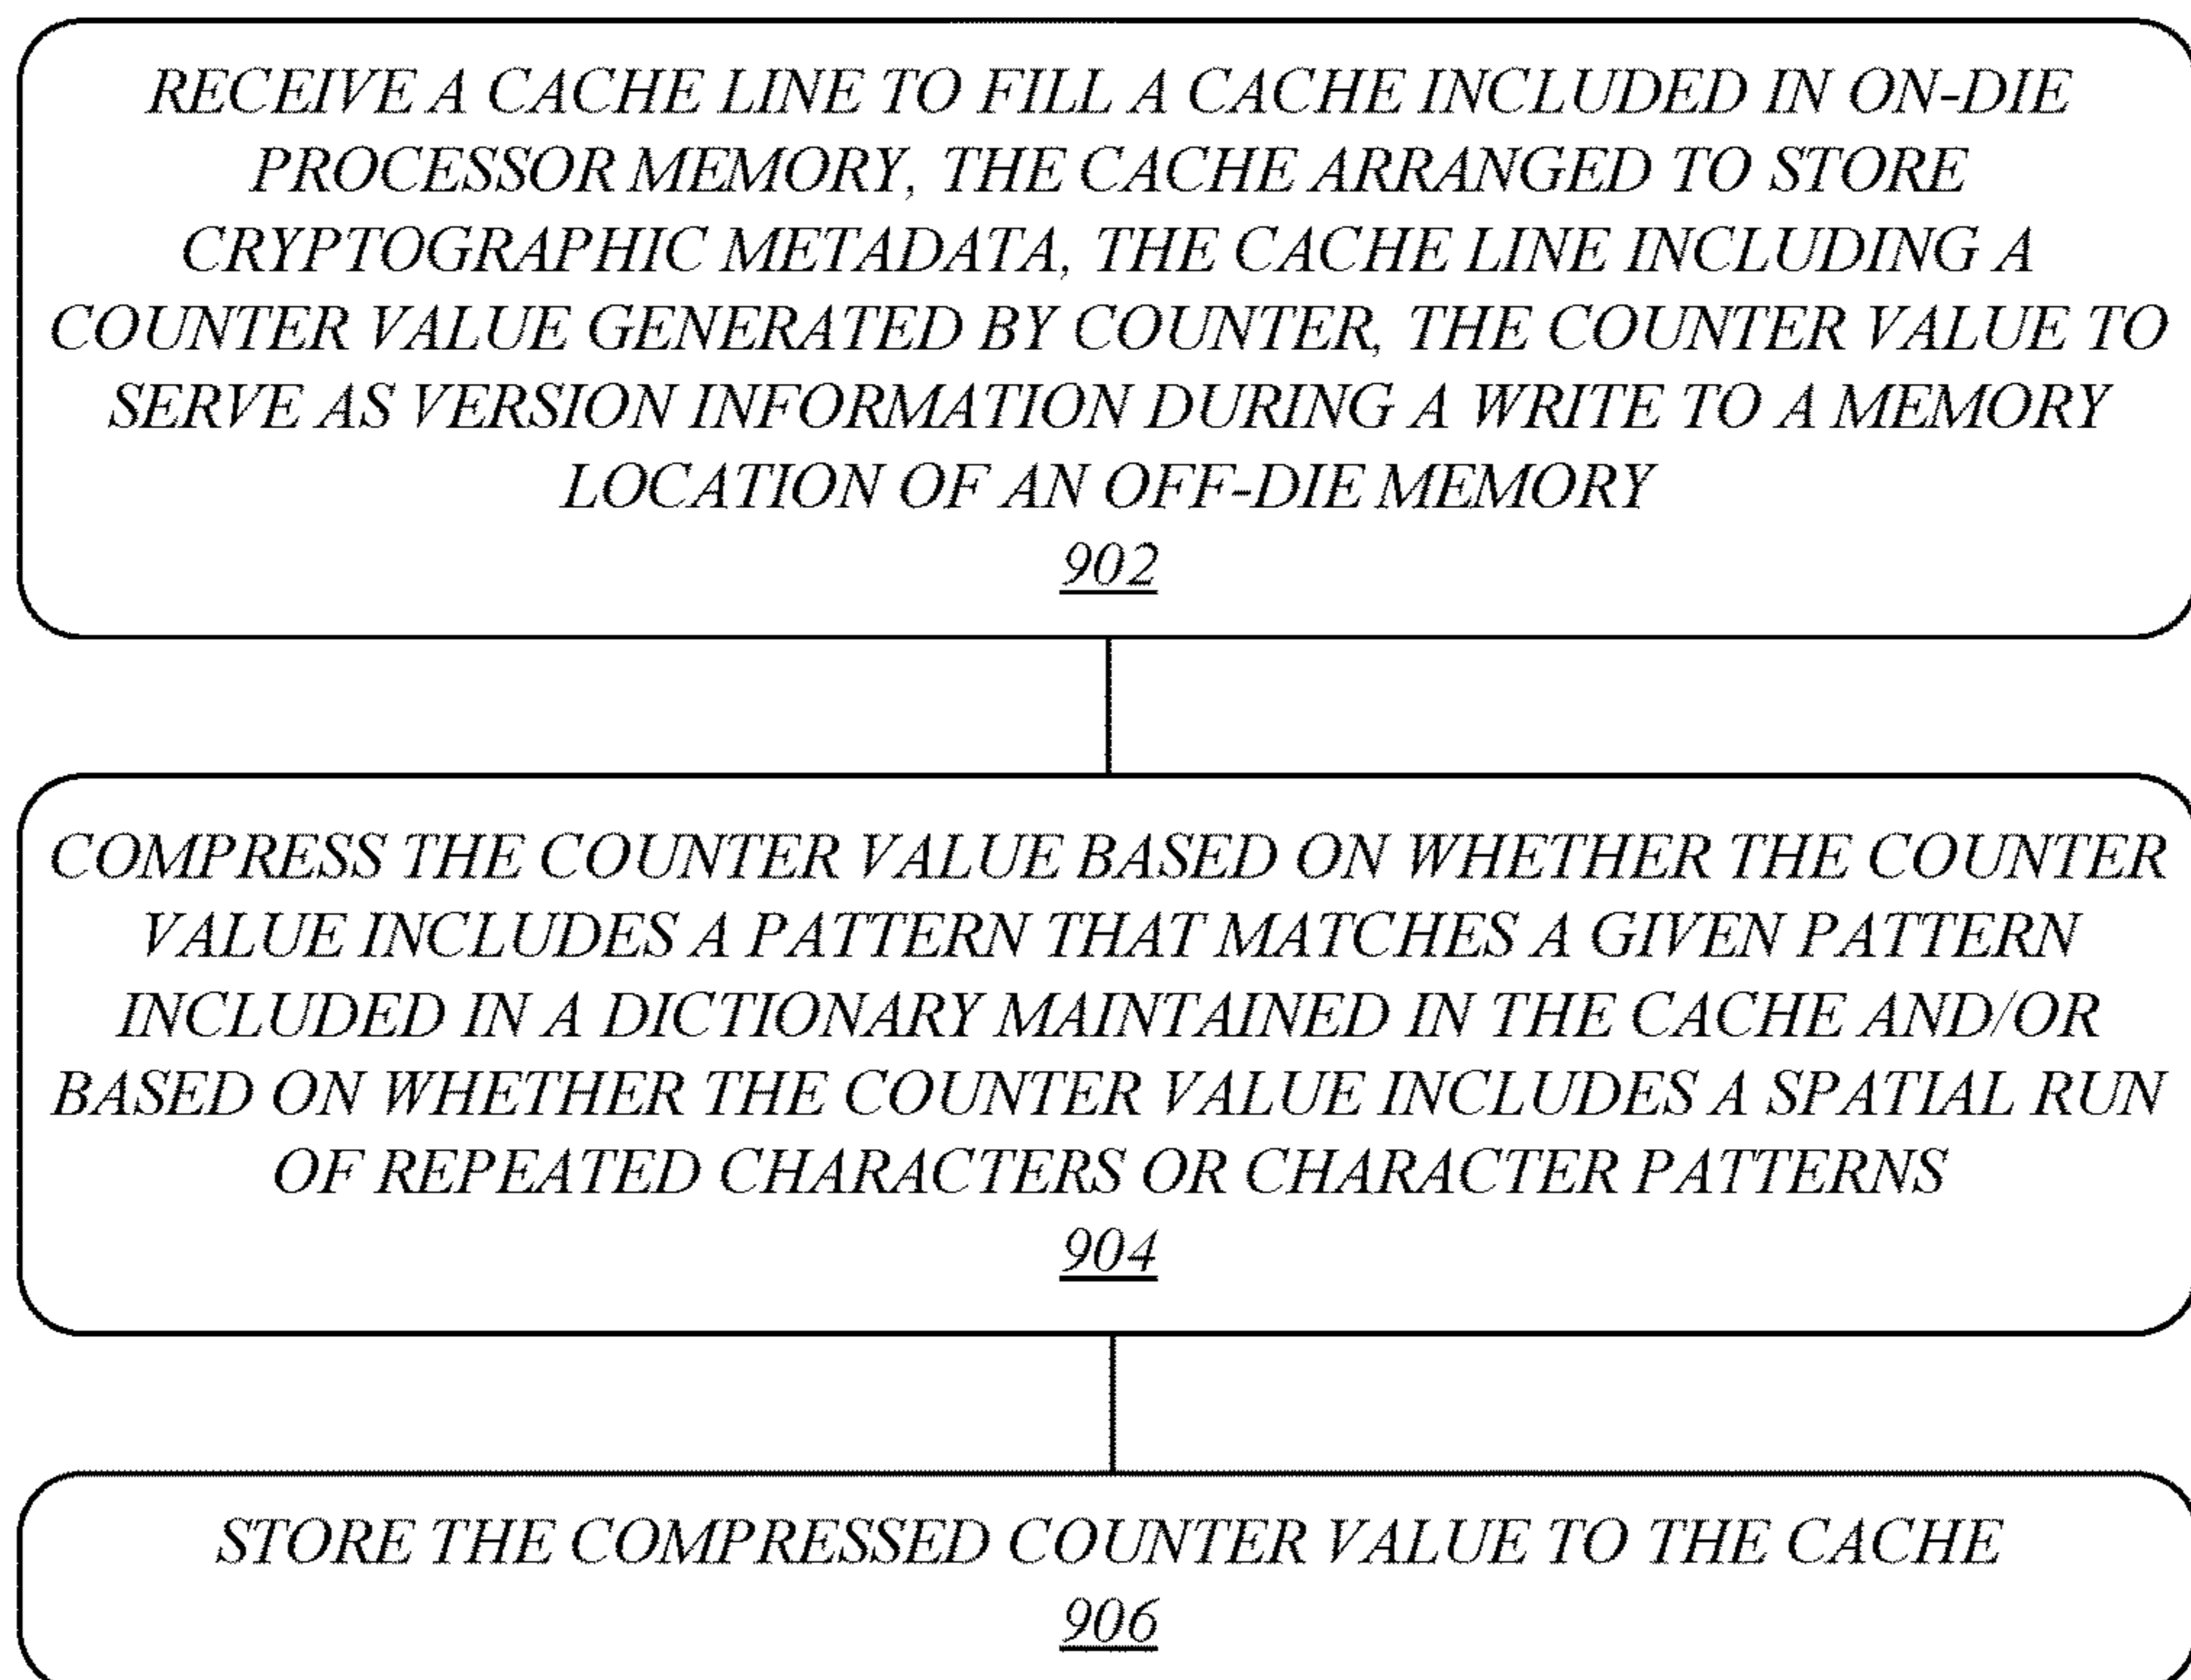 RECEIVE A CACHE LINE TO FILL A CACHE INCLUDED IN ON-DIE
PROCESSOR MEMORY, THE CACHE ARRANGED TO STORE
CRYPTOGRAPHIC METADATA, THE CACHE LINE INCLUDING A
COUNTER VALUE GENERATED BY COUNTER, THE COUNTER VALUE TO
SERVE AS VERSION INFORMATION DURING A WRITE TO A MEMORY
LOCATION OF AN OFF-DIE MEMORY
902
COMPRESS THE COUNTER VALUE BASED ON WHETHER THE COUNTER
VALUE INCLUDES A PATTERN THAT MATCHES A GIVEN PATTERN
INCLUDED IN A DICTIONARY MAINTAINED IN THE CACHE AND/OR
BASED ON WHETHER THE COUNTER VALUE INCLUDES A SPATIAL RUN
OF REPEATED CHARACTERS OR CHARACTER PATTERNS
904
STORE THE COMPRESSED COUNTER VALUE TO THE CACHE
906